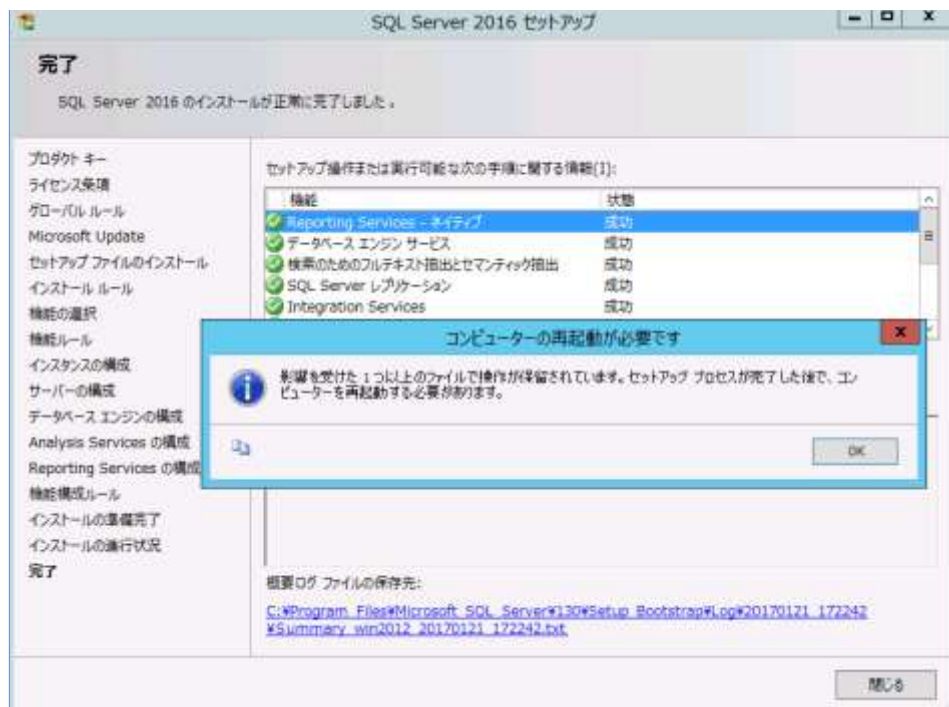 SQL Server 2016 セットアップ
完了
SQL Server 2016 のインストールが正常に完了しました。
プロダクト キー
ライセンス条項
グローバル ルール
Microsoft Update
セットアップ ファイルのインストール
インストール ルール
機能の選択
機能ルール
インスタンスの構成
サーバーの構成
データベース エンジンの構成
Analysis Services の構成
Reporting Services の構成
機能構成ルール
インストールの準備完了
インストールの進行状況
完了
セットアップ操作または実行可能な次の手順に関する情報(I):
機能 状態
Reporting Services - ネイティブ 成功
データベース エンジン サービス 成功
検索のためのフルテキスト抽出とセマンティック抽出 成功
SQL Server レプリケーション 成功
Integration Services 成功
コンピューターの再起動が必要です
影響を受けた 1 つ以上のファイルで操作が保留されています。セットアップ プロセスが完了した後で、コン
ピューターを再起動する必要があります。
OK
概要ログ ファイルの保存先:
C:¥Program Files¥Microsoft SQL Server¥130¥Setup Bootstrap¥Log¥20170121_172242
¥Summary_win2012_20170121_172242.txt
閉じる